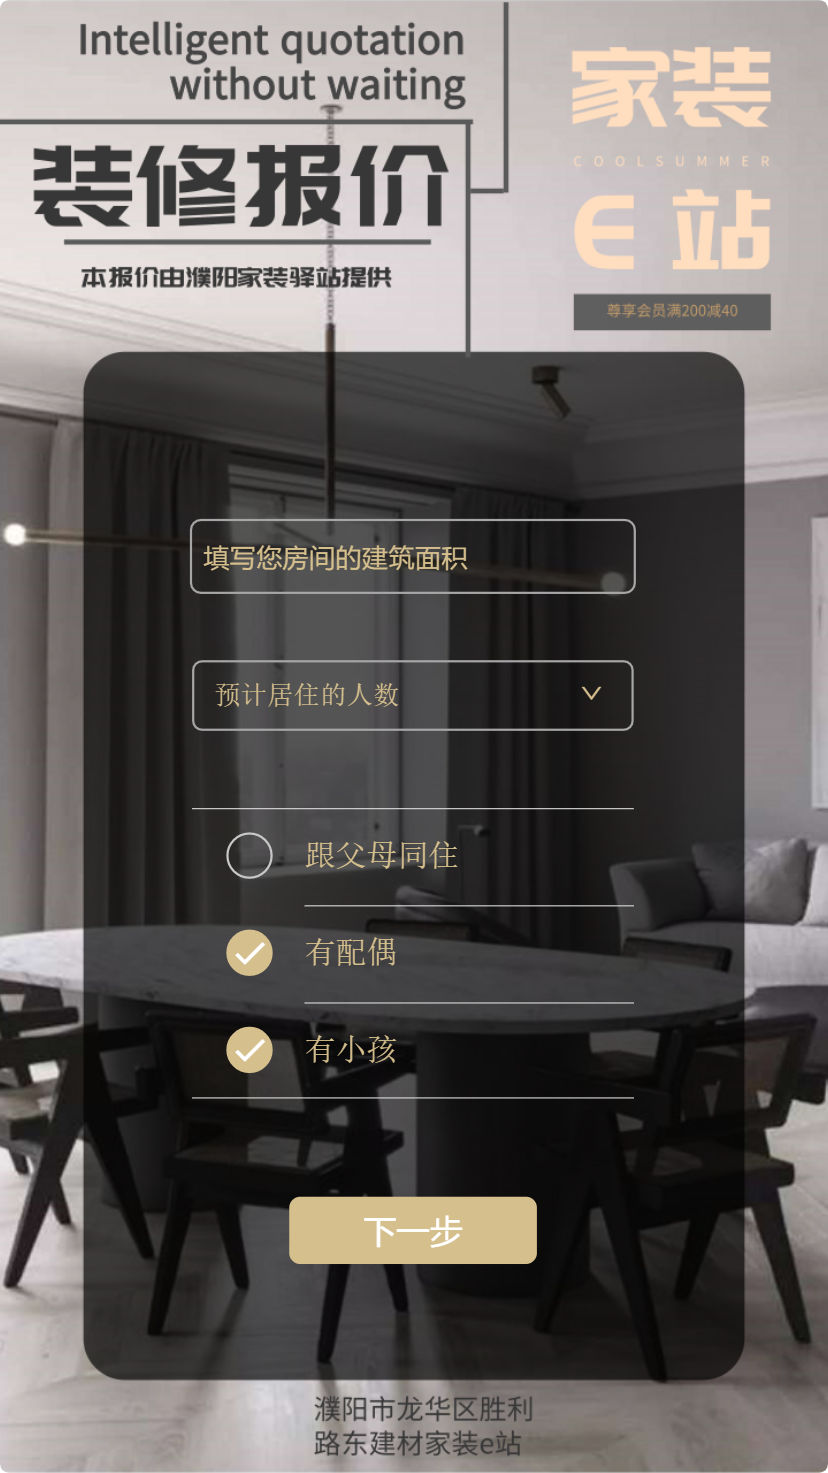 Intelligent quotation
without waiting
装修报价
本报价由濮阳家装驿站提供
家装
COOLSUMMER
e 站
尊享会员满200减40
填写您房间的建筑面积
预计居住的人数
跟父母同住
有配偶
有小孩
下一步
濮阳市龙华区胜利
路东建材家装e站